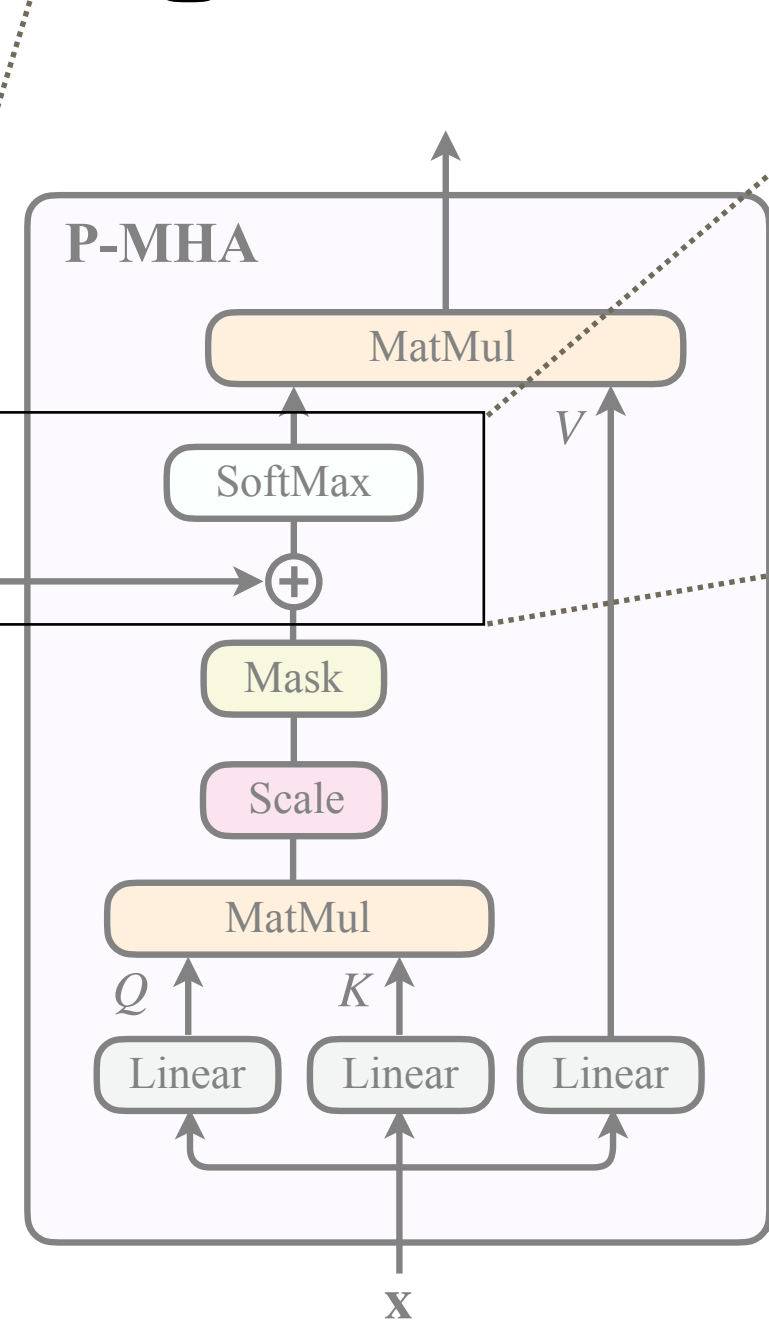 P-MHA
MatMul
V
SoftMax
+
Mask
Scale
MatMul
Q K
Linear Linear Linear
x